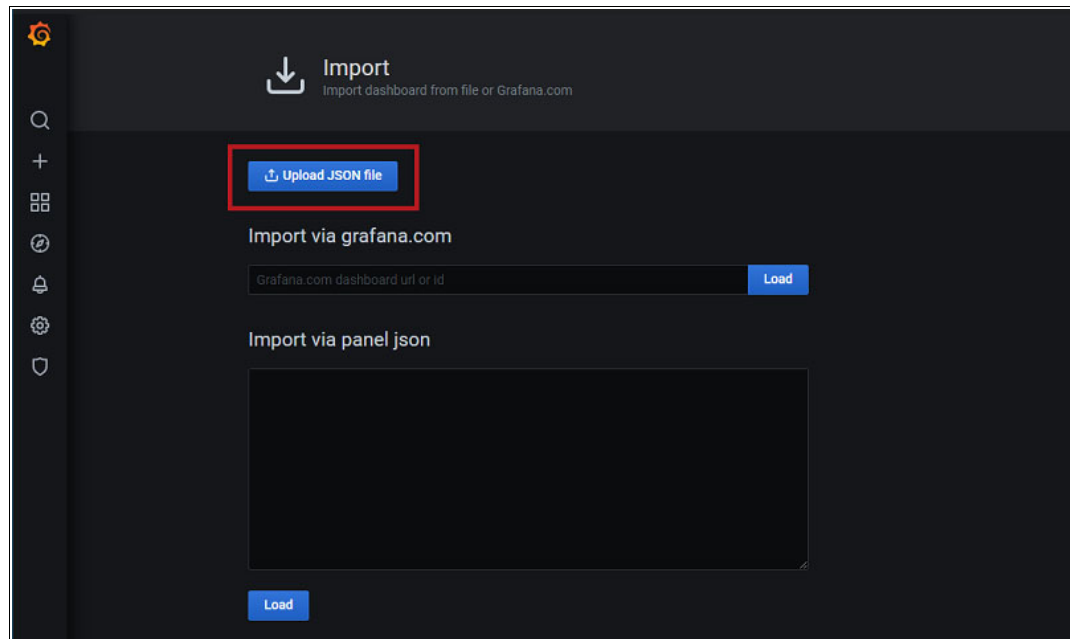 Import
Import dashboard from file or Grafana.com
Upload JSON file
Import via grafana.com
Grafana.com dashboard url or id
Load
Import via panel json
Load